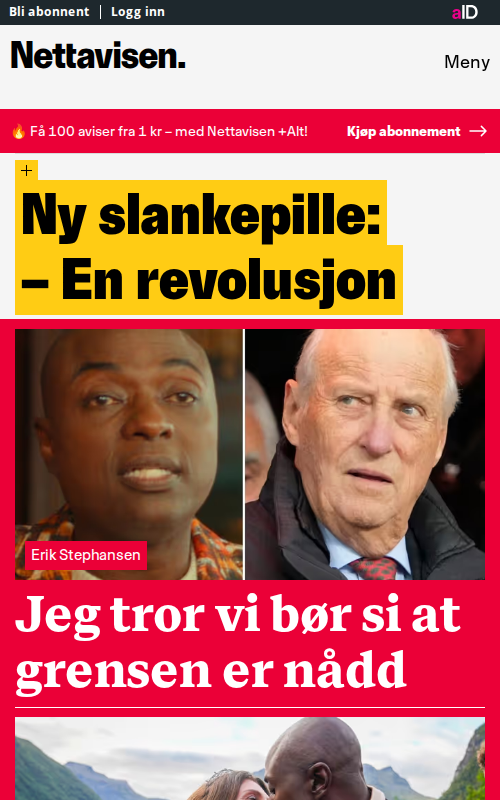 Bli abonnent | Logg inn
aID
Nettavisen.
Meny
🔥 Få 100 aviser fra 1 kr – med Nettavisen +Alt!
Kjøp abonnement →
+
Ny slankepille:
– En revolusjon
Erik Stephansen
Jeg tror vi bør si at
grensen er nådd